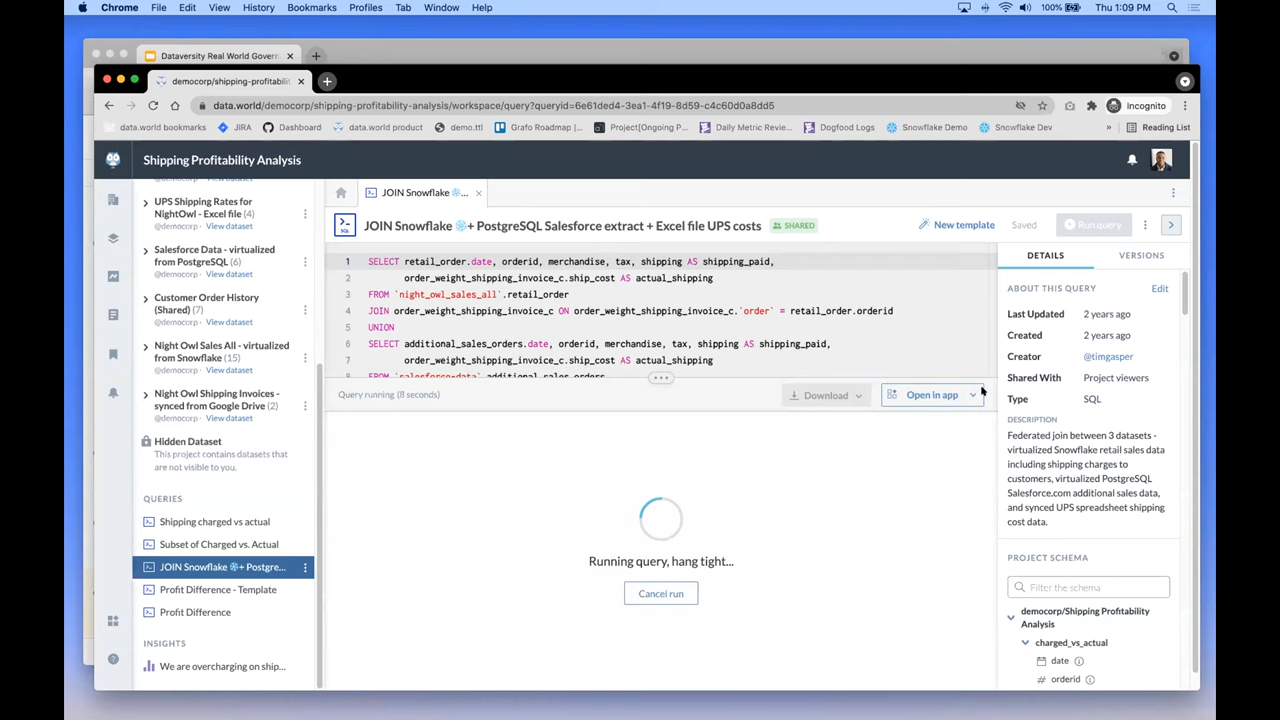 Chrome File Edit View History Bookmarks Profiles Tab Window Help 100% Thu 1:09 PM
Dataversity Real World Gover
democorp/shipping-profitabilit
data.world/democorp/shipping-profitability-analysis/workspace/query?queryid=6e61ded4-3ea1-4f19-8d59-c4c60d0a8dd5 Incognito
data.world bookmarks JIRA Dashboard data.world product demo.ttl Grafo Roadmap |... Project[Ongoing P... Daily Metric Revie... Dogfood Logs Snowflake Demo Snowflake Dev » Reading List
Shipping Profitability Analysis
UPS Shipping Rates for
NightOwl - Excel file (4)
@democorp · View dataset
Salesforce Data - virtualized
from PostgreSQL (6)
@democorp · View dataset
Customer Order History
(Shared) (7)
@democorp · View dataset
Night Owl Sales All - virtualized
from Snowflake (15)
@democorp · View dataset
Night Owl Shipping Invoices -
synced from Google Drive (2)
@democorp · View dataset
Hidden Dataset
This project contains datasets that
are not visible to you.
QUERIES
Shipping charged vs actual
Subset of Charged vs. Actual
JOIN Snowflake ❄️+ Postgre...
Profit Difference - Template
Profit Difference
INSIGHTS
We are overcharging on ship...
JOIN Snowflake ❄️...
JOIN Snowflake ❄️+ PostgreSQL Salesforce extract + Excel file UPS costs SHARED New template Saved Run query
1 SELECT retail_order.date, orderid, merchandise, tax, shipping AS shipping_paid,
2 order_weight_shipping_invoice_c.ship_cost AS actual_shipping
3 FROM `night_owl_sales_all`.retail_order
4 JOIN order_weight_shipping_invoice_c ON order_weight_shipping_invoice_c.`order` = retail_order.orderid
5 UNION
6 SELECT additional_sales_orders.date, orderid, merchandise, tax, shipping AS shipping_paid,
7 order_weight_shipping_invoice_c.ship_cost AS actual_shipping
8 FROM `salesforce-data`.additional_sales_orders
Query running (8 seconds) Download Open in app
Running query, hang tight...
Cancel run
DETAILS VERSIONS
ABOUT THIS QUERY Edit
Last Updated 2 years ago
Created 2 years ago
Creator @timgasper
Shared With Project viewers
Type SQL
DESCRIPTION
Federated join between 3 datasets -
virtualized Snowflake retail sales data
including shipping charges to
customers, virtualized PostgreSQL
Salesforce.com additional sales data,
and synced UPS spreadsheet shipping
cost data.
PROJECT SCHEMA
Filter the schema
democorp/Shipping Profitability
Analysis
charged_vs_actual
date
# orderid